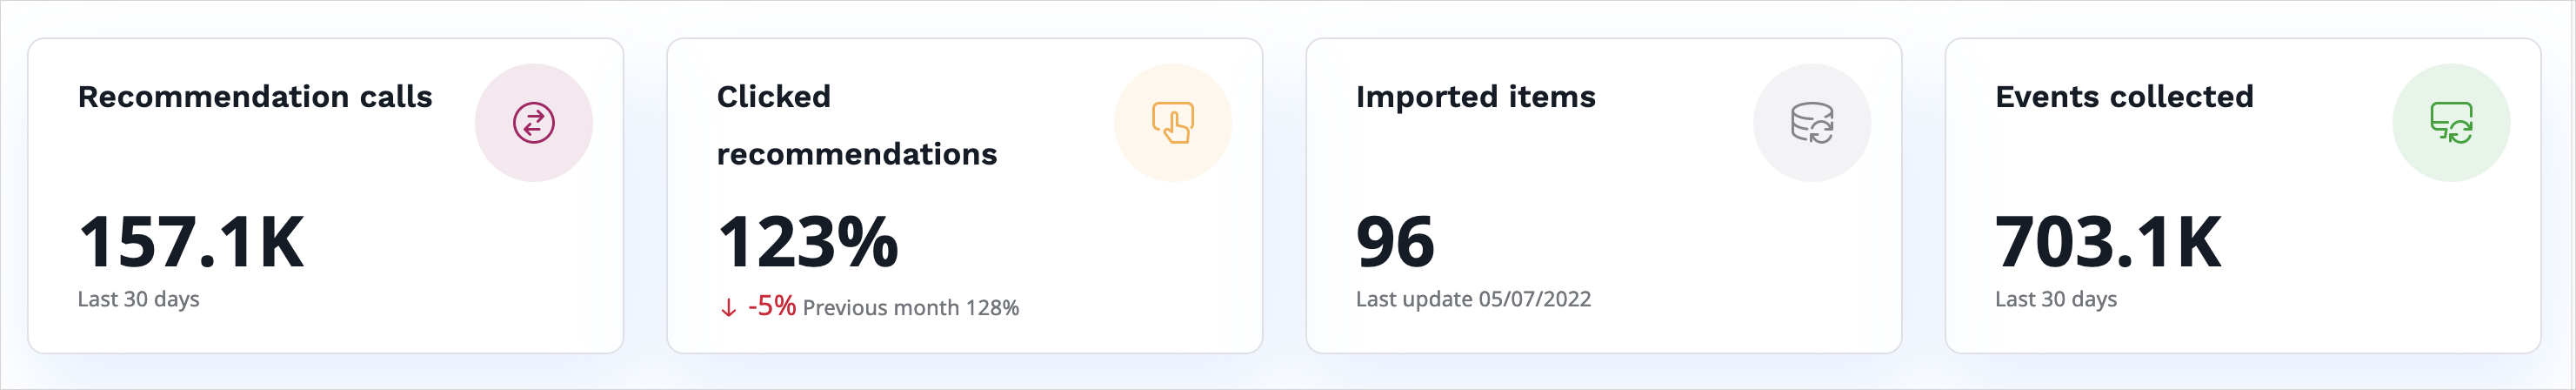 Recommendation calls
157.1K
Last 30 days
Clicked
recommendations
123%
↓ -5% Previous month 128%
Imported items
96
Last update 05/07/2022
Events collected
703.1K
Last 30 days